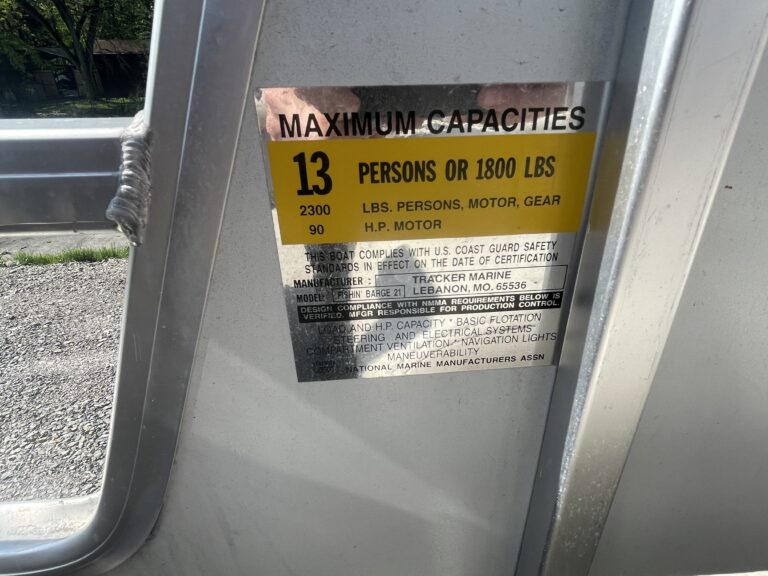 MAXIMUM CAPACITIES
13 PERSONS OR 1800 LBS
2300 LBS. PERSONS, MOTOR, GEAR
90 H.P. MOTOR
THIS BOAT COMPLIES WITH U.S. COAST GUARD SAFETY
STANDARDS IN EFFECT ON THE DATE OF CERTIFICATION
MANUFACTURER : TRACKER MARINE
MODEL: FISHIN' BARGE 21 LEBANON, MO. 65536
DESIGN COMPLIANCE WITH NMMA REQUIREMENTS BELOW IS
VERIFIED. MFGR RESPONSIBLE FOR PRODUCTION CONTROL.
LOAD AND H.P. CAPACITY * BASIC FLOTATION
STEERING AND ELECTRICAL SYSTEMS
COMPARTMENT VENTILATION * NAVIGATION LIGHTS
MANEUVERABILITY
NATIONAL MARINE MANUFACTURERS ASSN